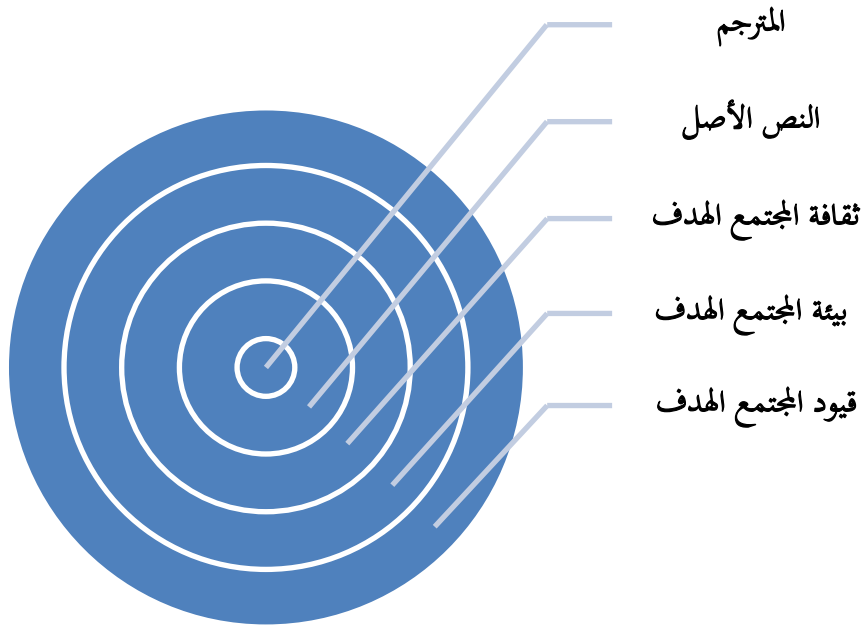 المترجم
النص الأصل
ثقافة المجتمع الهدف
بيئة المجتمع الهدف
قيود المجتمع الهدف